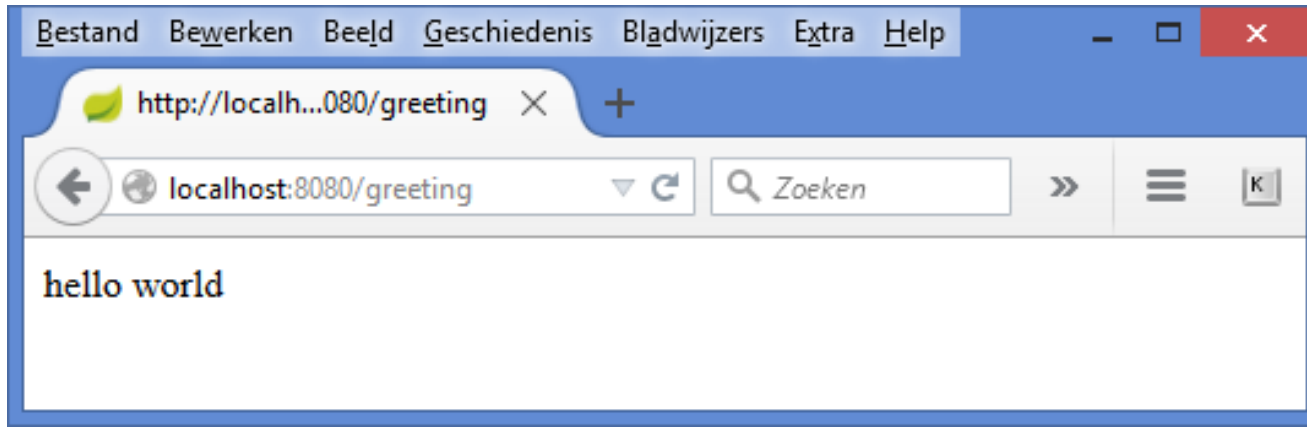 Bestand Bewerken Beeld Geschiedenis Bladwijzers Extra Help
http://localh...080/greeting
localhost:8080/greeting Zoeken K
hello world